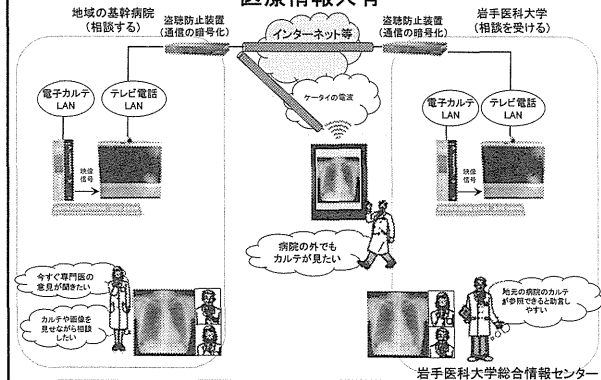 医療情報共有
地域の基幹病院
(相談する)
盗聴防止装置
(通信の暗号化)
インターネット等
盗聴防止装置
(通信の暗号化)
岩手医科大学
(相談を受ける)
ケータイの電波
電子カルテ
LAN
テレビ電話
LAN
電子カルテ
LAN
テレビ電話
LAN
映像
信号
映像
信号
病院の外でも
カルテが見たい
今すぐ専門医の
意見が聞きたい
カルテや画像を
見せながら相談
したい
地元の病院のカルテ
が参照できると助言し
やすい
岩手医科大学総合情報センター